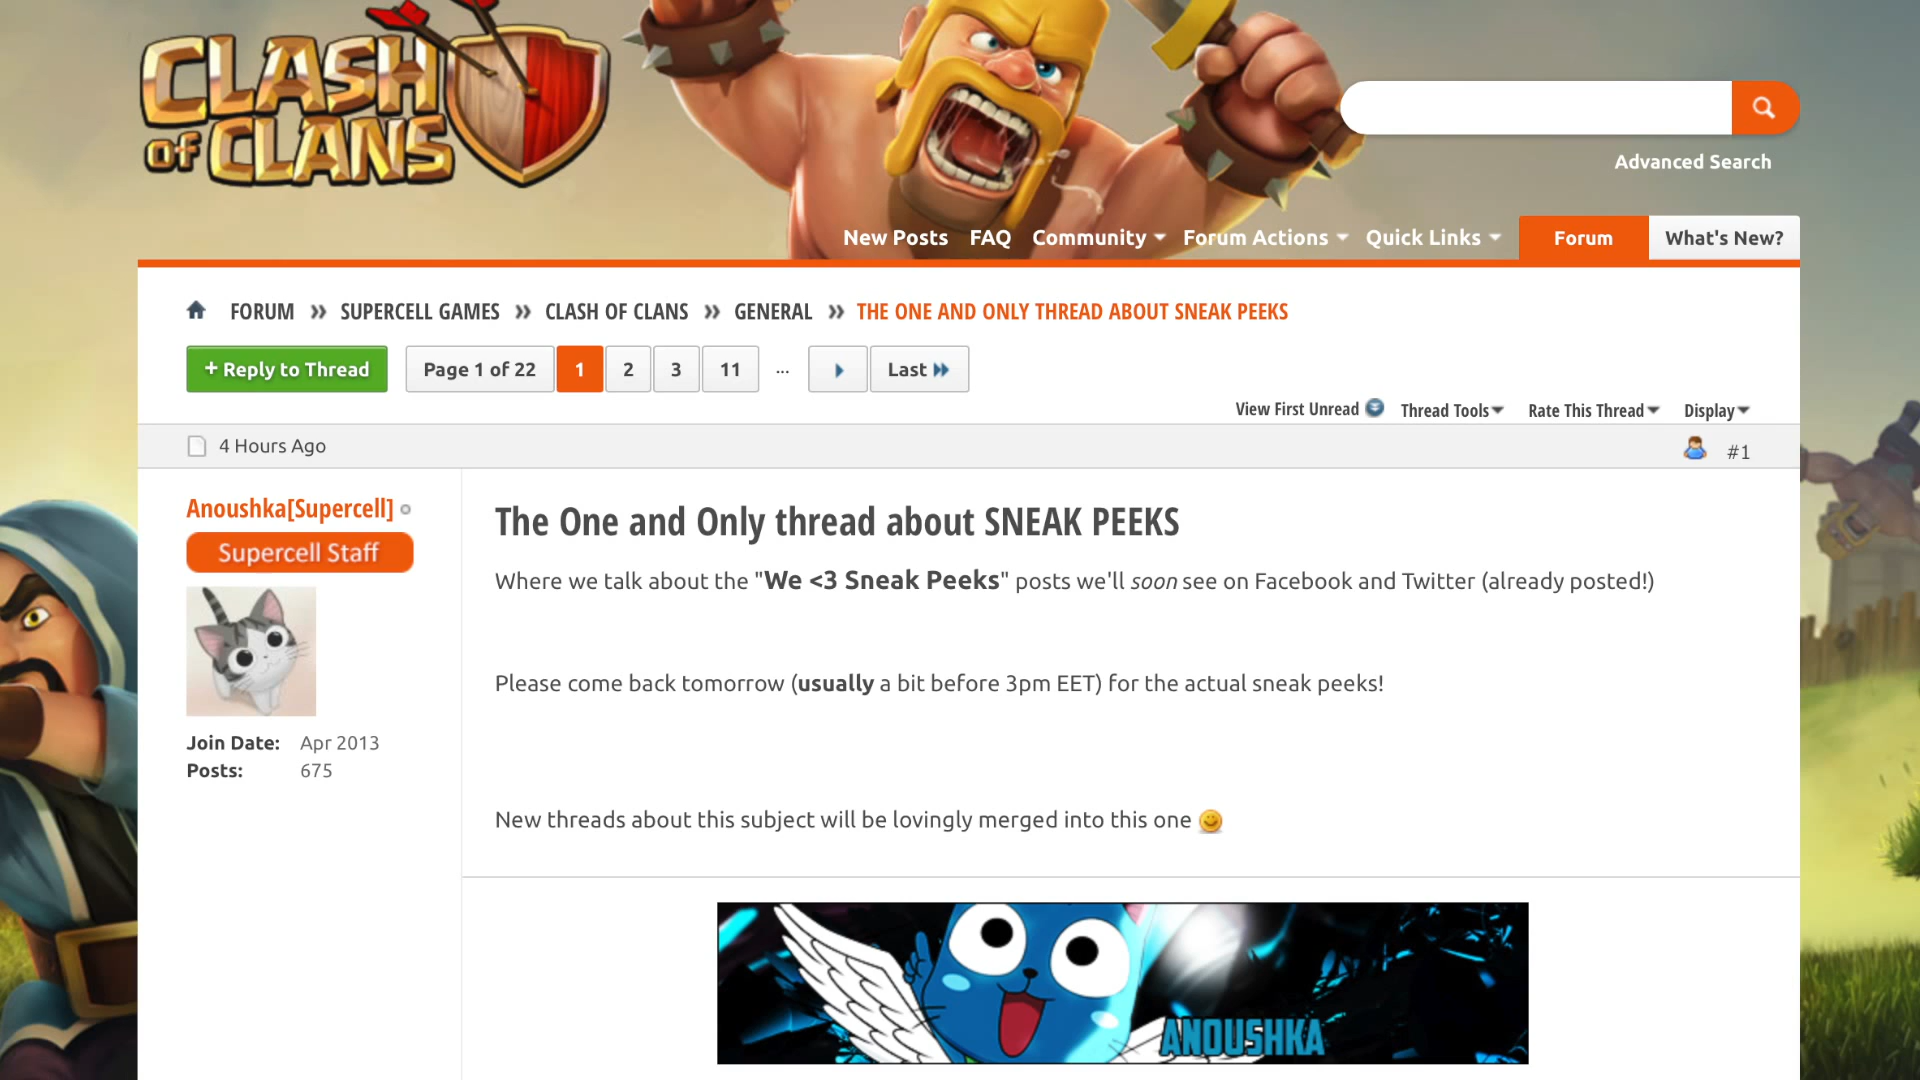 CLASH
OF CLANS
Advanced Search
New Posts FAQ Community Forum Actions Quick Links Forum What's New?
FORUM » SUPERCELL GAMES » CLASH OF CLANS » GENERAL » THE ONE AND ONLY THREAD ABOUT SNEAK PEEKS
+ Reply to Thread Page 1 of 22 1 2 3 11 ... Last
View First Unread Thread Tools Rate This Thread Display
4 Hours Ago #1
Anoushka[Supercell]
Supercell Staff
Join Date: Apr 2013
Posts: 675
The One and Only thread about SNEAK PEEKS
Where we talk about the "We <3 Sneak Peeks" posts we'll soon see on Facebook and Twitter (already posted!)
Please come back tomorrow (usually a bit before 3pm EET) for the actual sneak peeks!
New threads about this subject will be lovingly merged into this one
ANOUSHKA